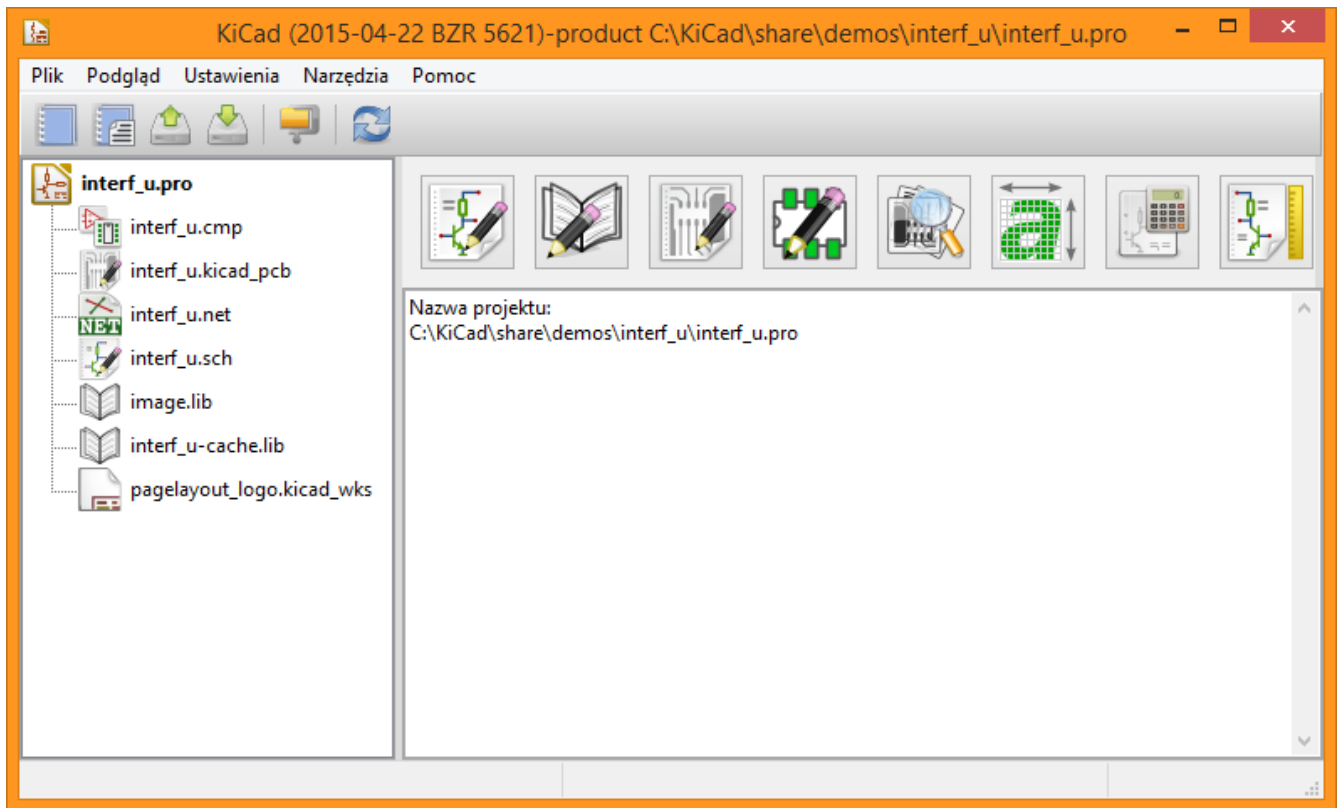 KiCad (2015-04-22 BZR 5621)-product C:\KiCad\share\demos\interf_u\interf_u.pro
Plik Podgląd Ustawienia Narzędzia Pomoc
interf_u.pro
interf_u.cmp
interf_u.kicad_pcb
NET interf_u.net
interf_u.sch
image.lib
interf_u-cache.lib
pagelayout_logo.kicad_wks
a
Nazwa projektu:
C:\KiCad\share\demos\interf_u\interf_u.pro